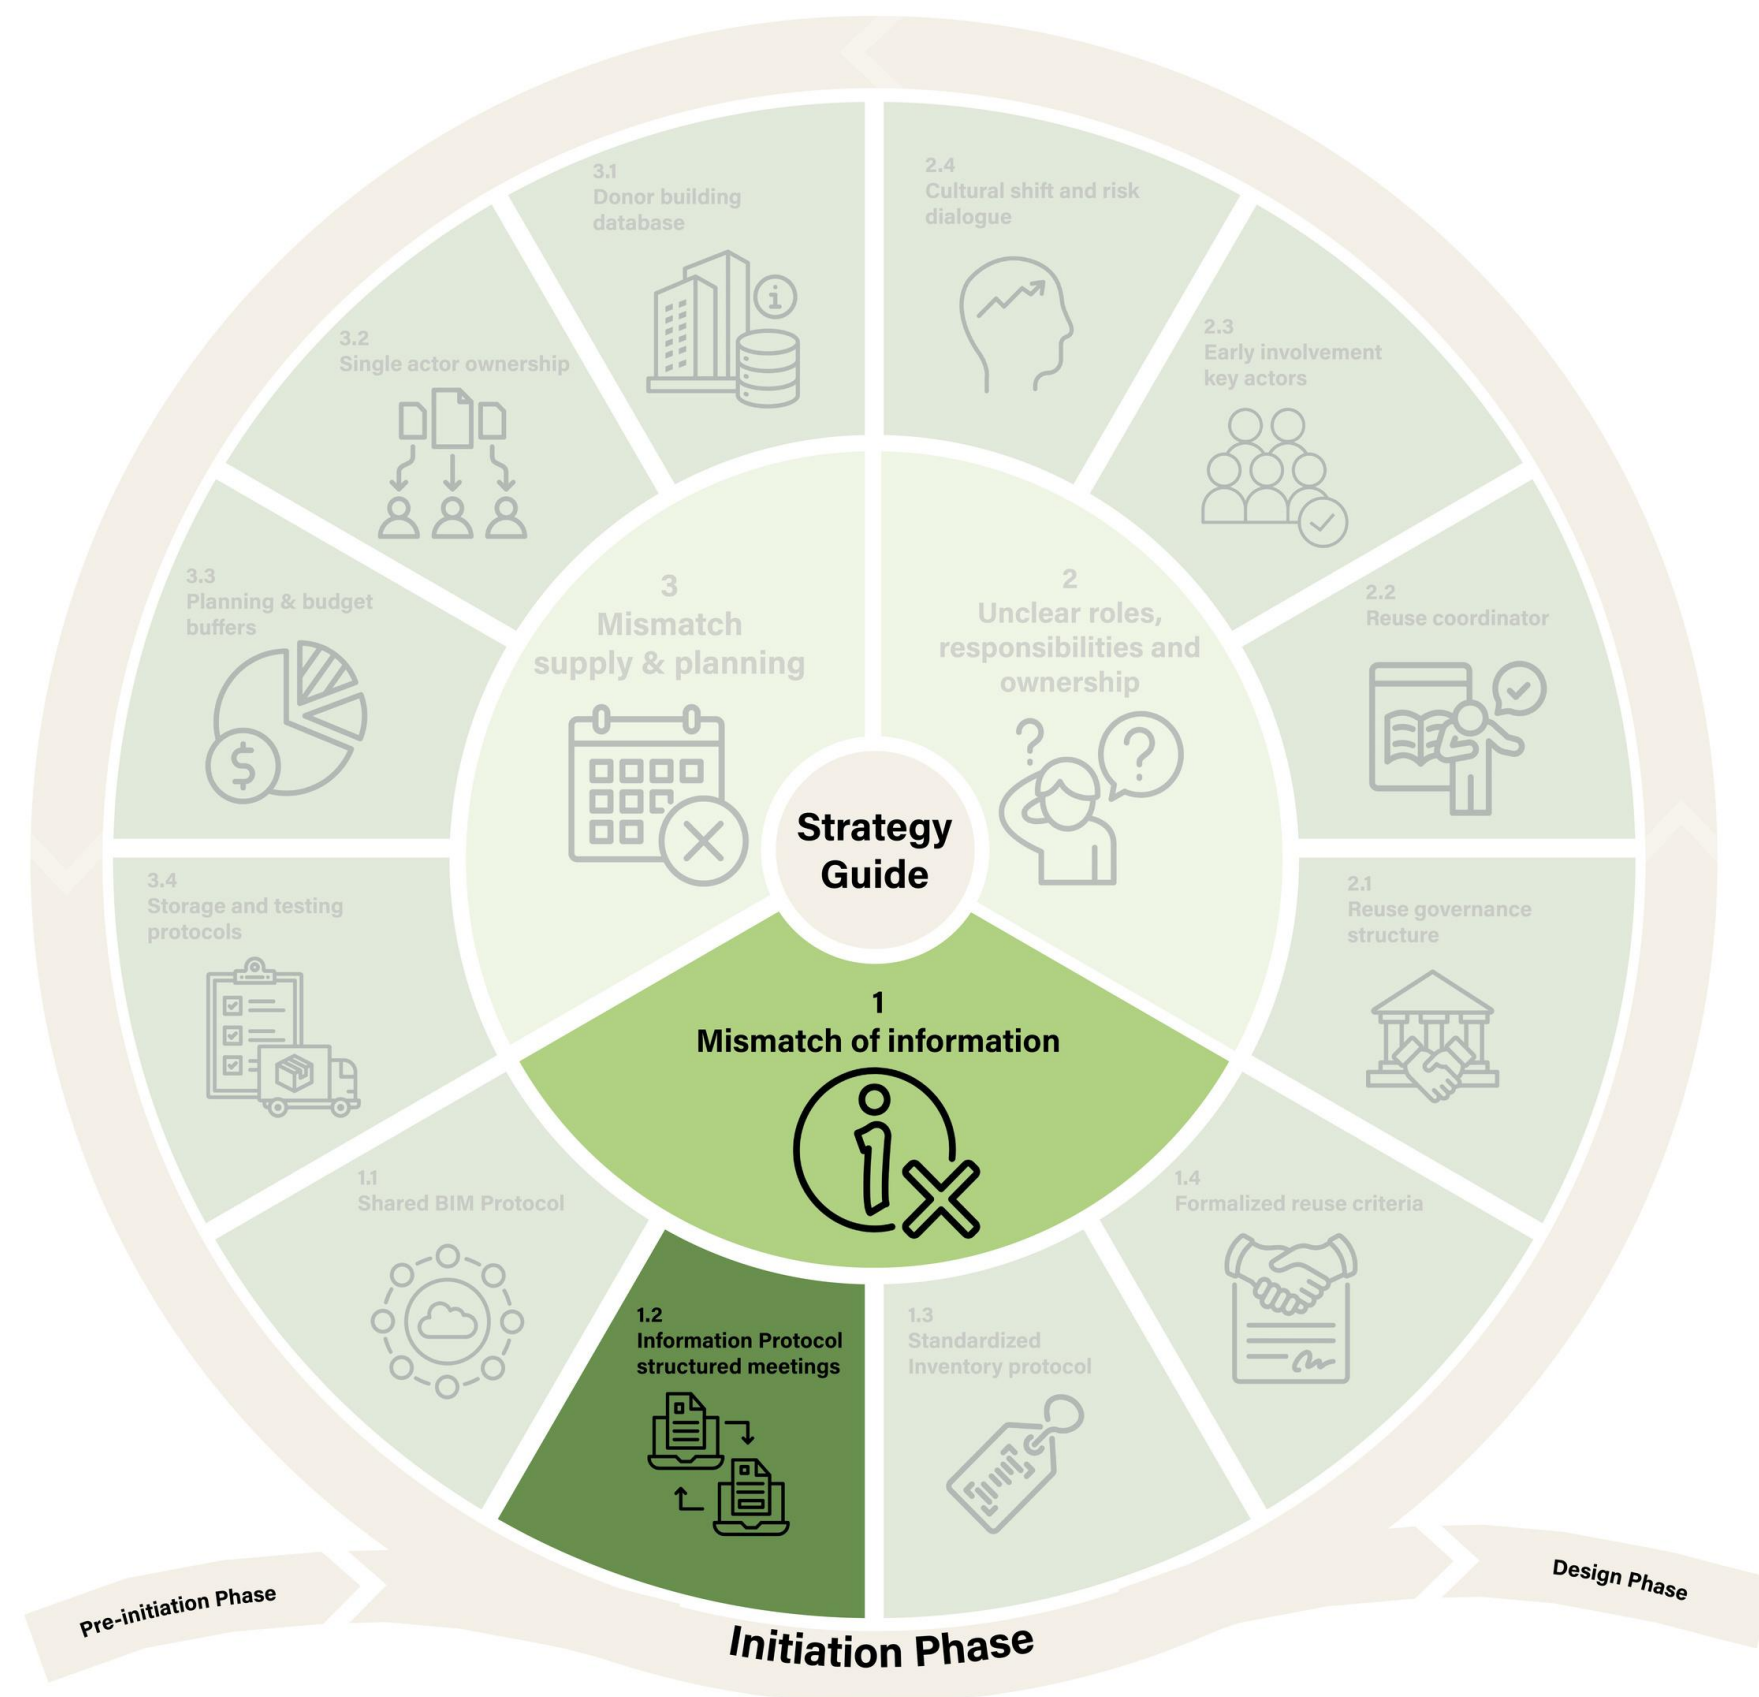 3.1
Donor building
database
2.4
Cultural shift and risk
dialogue
3.2
Single actor ownership
2.3
Early involvement
key actors
3.3
Planning & budget
buffers
3
Mismatch
supply & planning
2
Unclear roles,
responsibilities and
ownership
2.2
Reuse coordinator
Strategy
Guide
3.4
Storage and testing
protocols
2.1
Reuse governance
structure
1
Mismatch of information
1.1
Shared BIM Protocol
1.4
Formalized reuse criteria
1.2
Information Protocol
structured meetings
1.3
Standardized
Inventory protocol
Pre-initiation Phase
Initiation Phase
Design Phase